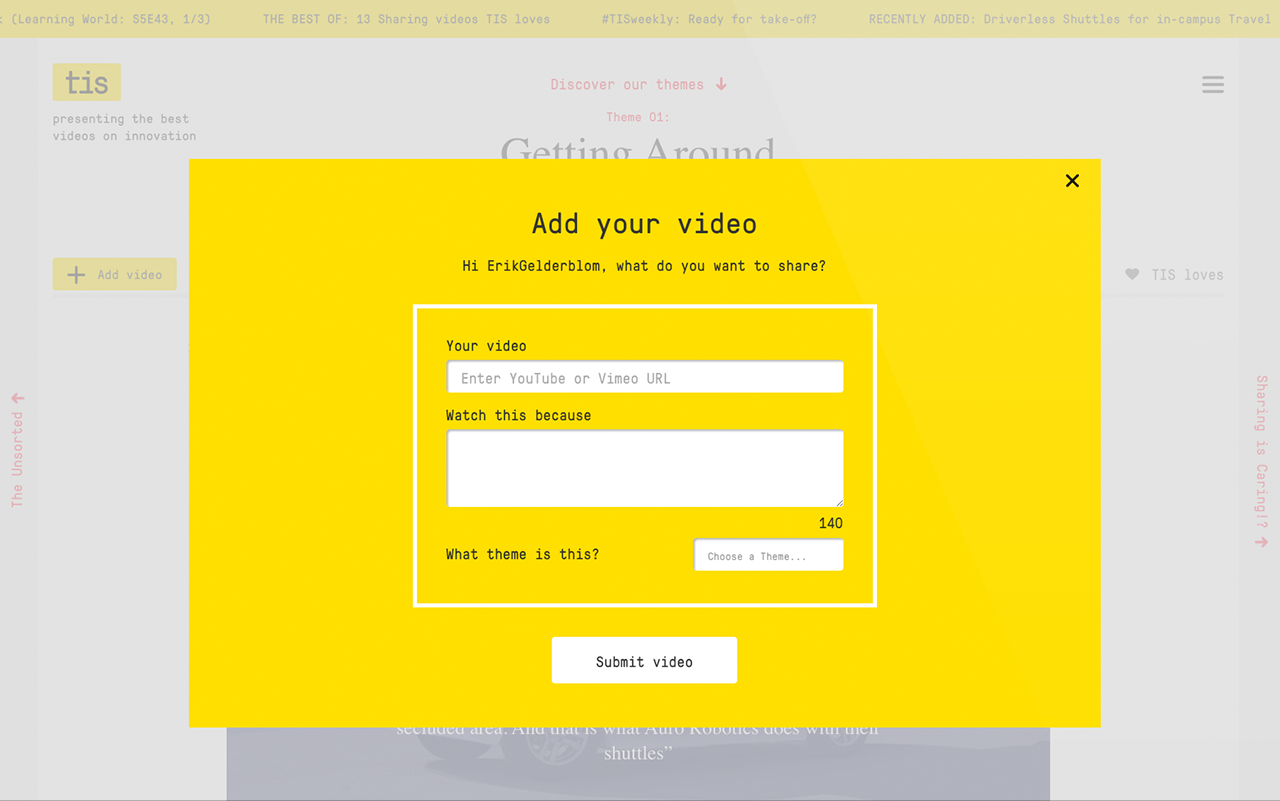 (Learning World: S5E43, 1/3) THE BEST OF: 13 Sharing videos TIS loves #TISweekly: Ready for take-off? RECENTLY ADDED: Driverless Shuttles for in-campus Travel
tis
presenting the best
videos on innovation
Discover our themes
Theme 01:
Getting Around
Add your video
Hi ErikGelderblom, what do you want to share?
Add video
TIS loves
Your video
Enter YouTube or Vimeo URL
Watch this because
140
What theme is this?
Choose a Theme...
Submit video
The Unsorted
Sharing is Caring!?
secluded area. And that is what Auro Robotics does with their
shuttles”